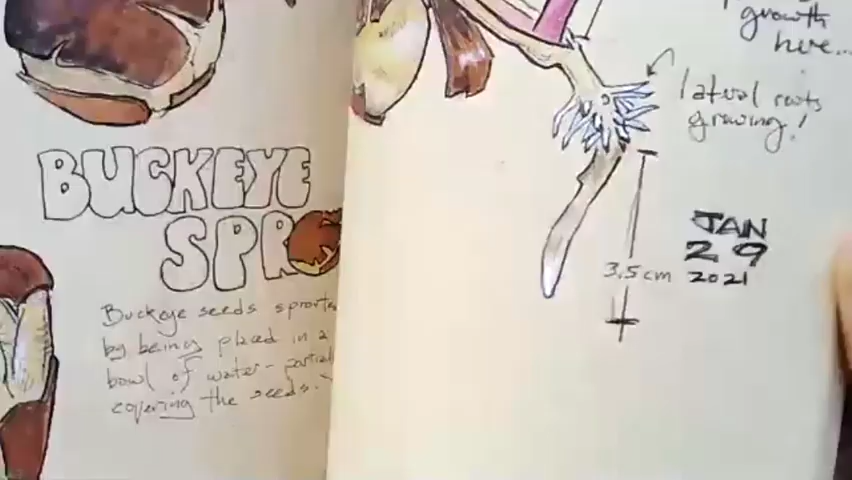 BUCKEYE
SPRO
Buckeye seeds sprouted
by being placed in a
bowl of water - partial
covering the seeds.
growth
here...
lateral roots
growing!
JAN
29
2021
3.5 cm